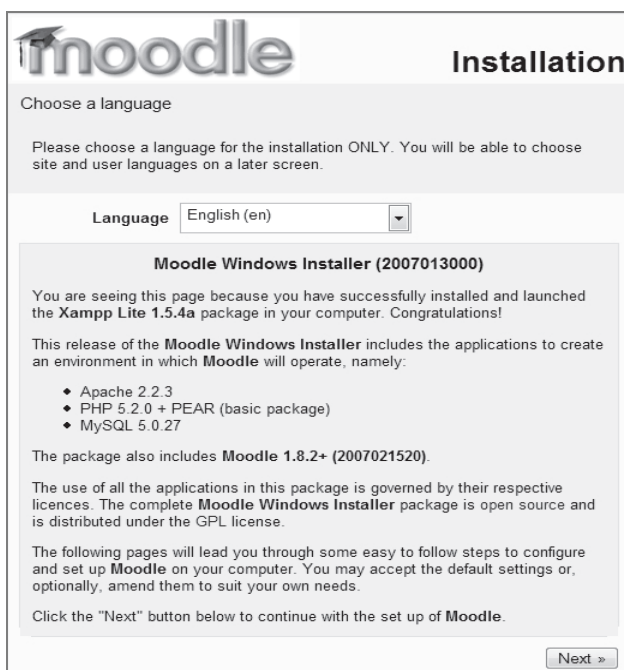 moodle
Installation
Choose a language
Please choose a language for the installation ONLY. You will be able to choose
site and user languages on a later screen.
Language English (en)
Moodle Windows Installer (2007013000)
You are seeing this page because you have successfully installed and launched
the Xampp Lite 1.5.4a package in your computer. Congratulations!
This release of the Moodle Windows Installer includes the applications to create
an environment in which Moodle will operate, namely:
◆ Apache 2.2.3
◆ PHP 5.2.0 + PEAR (basic package)
◆ MySQL 5.0.27
The package also includes Moodle 1.8.2+ (2007021520).
The use of all the applications in this package is governed by their respective
licences. The complete Moodle Windows Installer package is open source and
is distributed under the GPL license.
The following pages will lead you through some easy to follow steps to configure
and set up Moodle on your computer. You may accept the default settings or,
optionally, amend them to suit your own needs.
Click the "Next" button below to continue with the set up of Moodle.
Next »